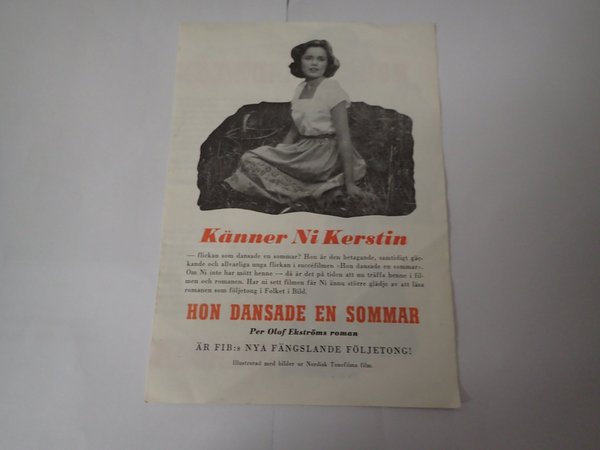 Känner Ni Kerstin
— flickan som dansade en sommar? Hon är den betagande, samtidigt gäc-
kande och allvarliga unga flickan i succéfilmen »Hon dansade en sommar».
Om Ni inte har mött henne — då är det på tiden att nu träffa henne i fil-
men och romanen. Har ni sett filmen får Ni ännu större glädje av att läsa
romanen som följetong i Folket i Bild.
HON DANSADE EN SOMMAR
Per Olof Ekströms roman
ÄR FIB:s NYA FÄNGSLANDE FÖLJETONG!
Illustrerad med bilder ur Nordisk Tonefilms film.